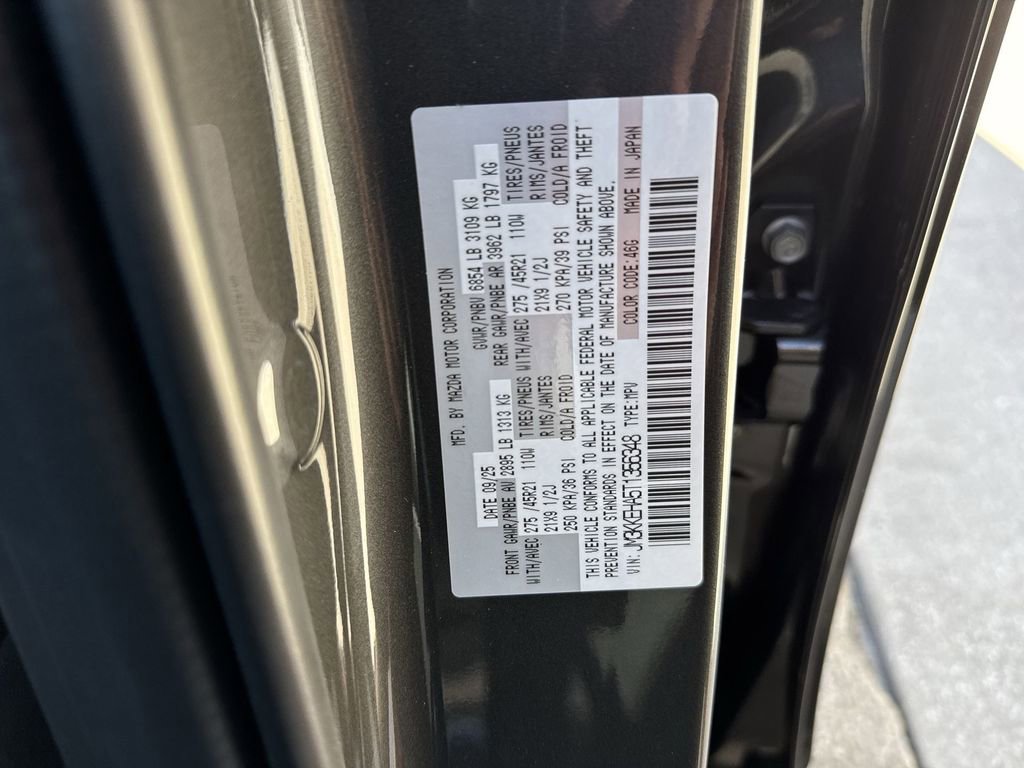 MFD. BY MAZDA MOTOR CORPORATION
DATE 09/25 GVWR/PNBV 6854 LB 3109 KG
FRONT GAWR/PNBE AV 2895 LB 1313 KG REAR GAWR/PNBE AR 3962 LB 1797 KG
WITH/AVEC 275 /45R21 110W TIRES/PNEUS WITH/AVEC 275 /45R21 110W TIRES/PNEUS
21X9 1/2J RIMS/JANTES 21X9 1/2J RIMS/JANTES
250 KPA/36 PSI COLD/A FROID 270 KPA/39 PSI COLD/A FROID
THIS VEHICLE CONFORMS TO ALL APPLICABLE FEDERAL MOTOR VEHICLE SAFETY AND THEFT
PREVENTION STANDARDS IN EFFECT ON THE DATE OF MANUFACTURE SHOWN ABOVE.
VIN: JM3KKEHA5T1356348 TYPE:MPV COLOR CODE:46G MADE IN JAPAN